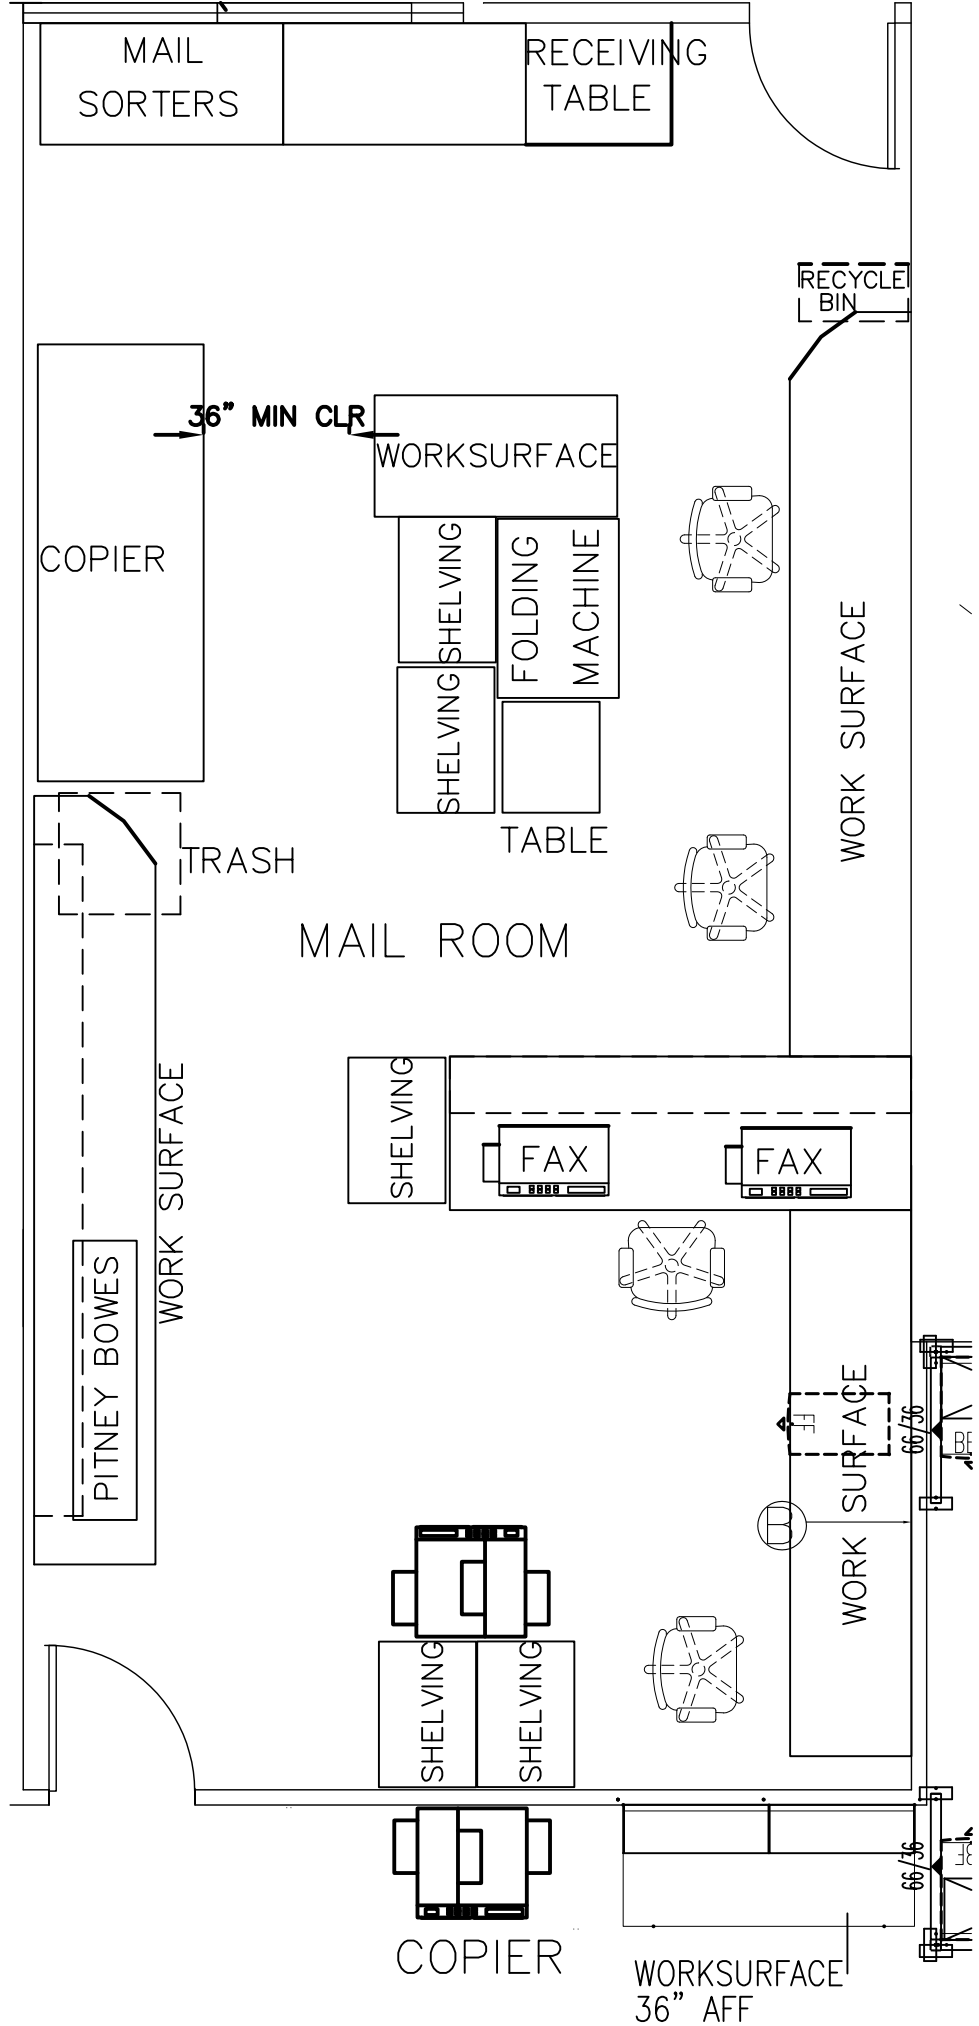 MAIL
SORTERS
RECEIVING
TABLE
RECYCLE
BIN
36" MIN CLR
WORKSURFACE
COPIER
SHELVING
FOLDING
MACHINE
SHELVING
WORK SURFACE
TABLE
TRASH
MAIL ROOM
SHELVING
WORK SURFACE
FAX
FAX
PITNEY BOWES
WORK SURFACE
FF
66/36
B
SHELVING
SHELVING
66/36
COPIER
WORKSURFACE
36" AFF